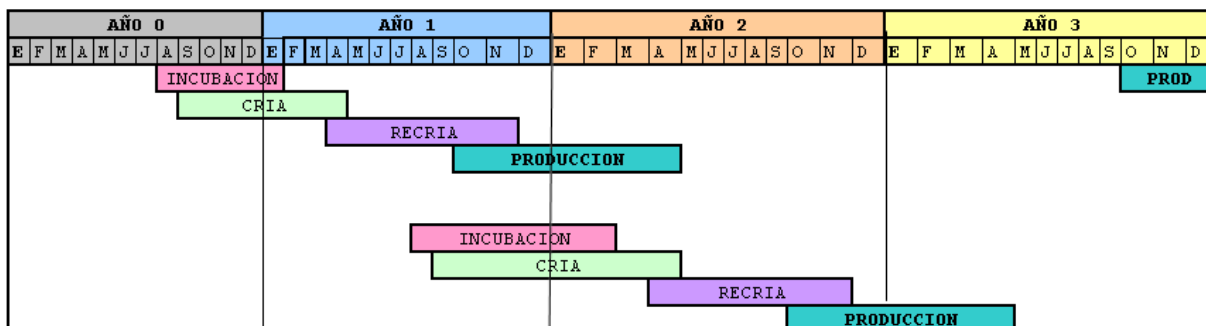 AÑO 0 AÑO 1 AÑO 2 AÑO 3
E F M A M J J A S O N D E F M A M J J A S O N D E F M A M J J A S O N D E F M A M J J A S O N D
INCUBACION PROD
CRIA
RECRIA
PRODUCCION
INCUBACION
CRIA
RECRIA
PRODUCCION